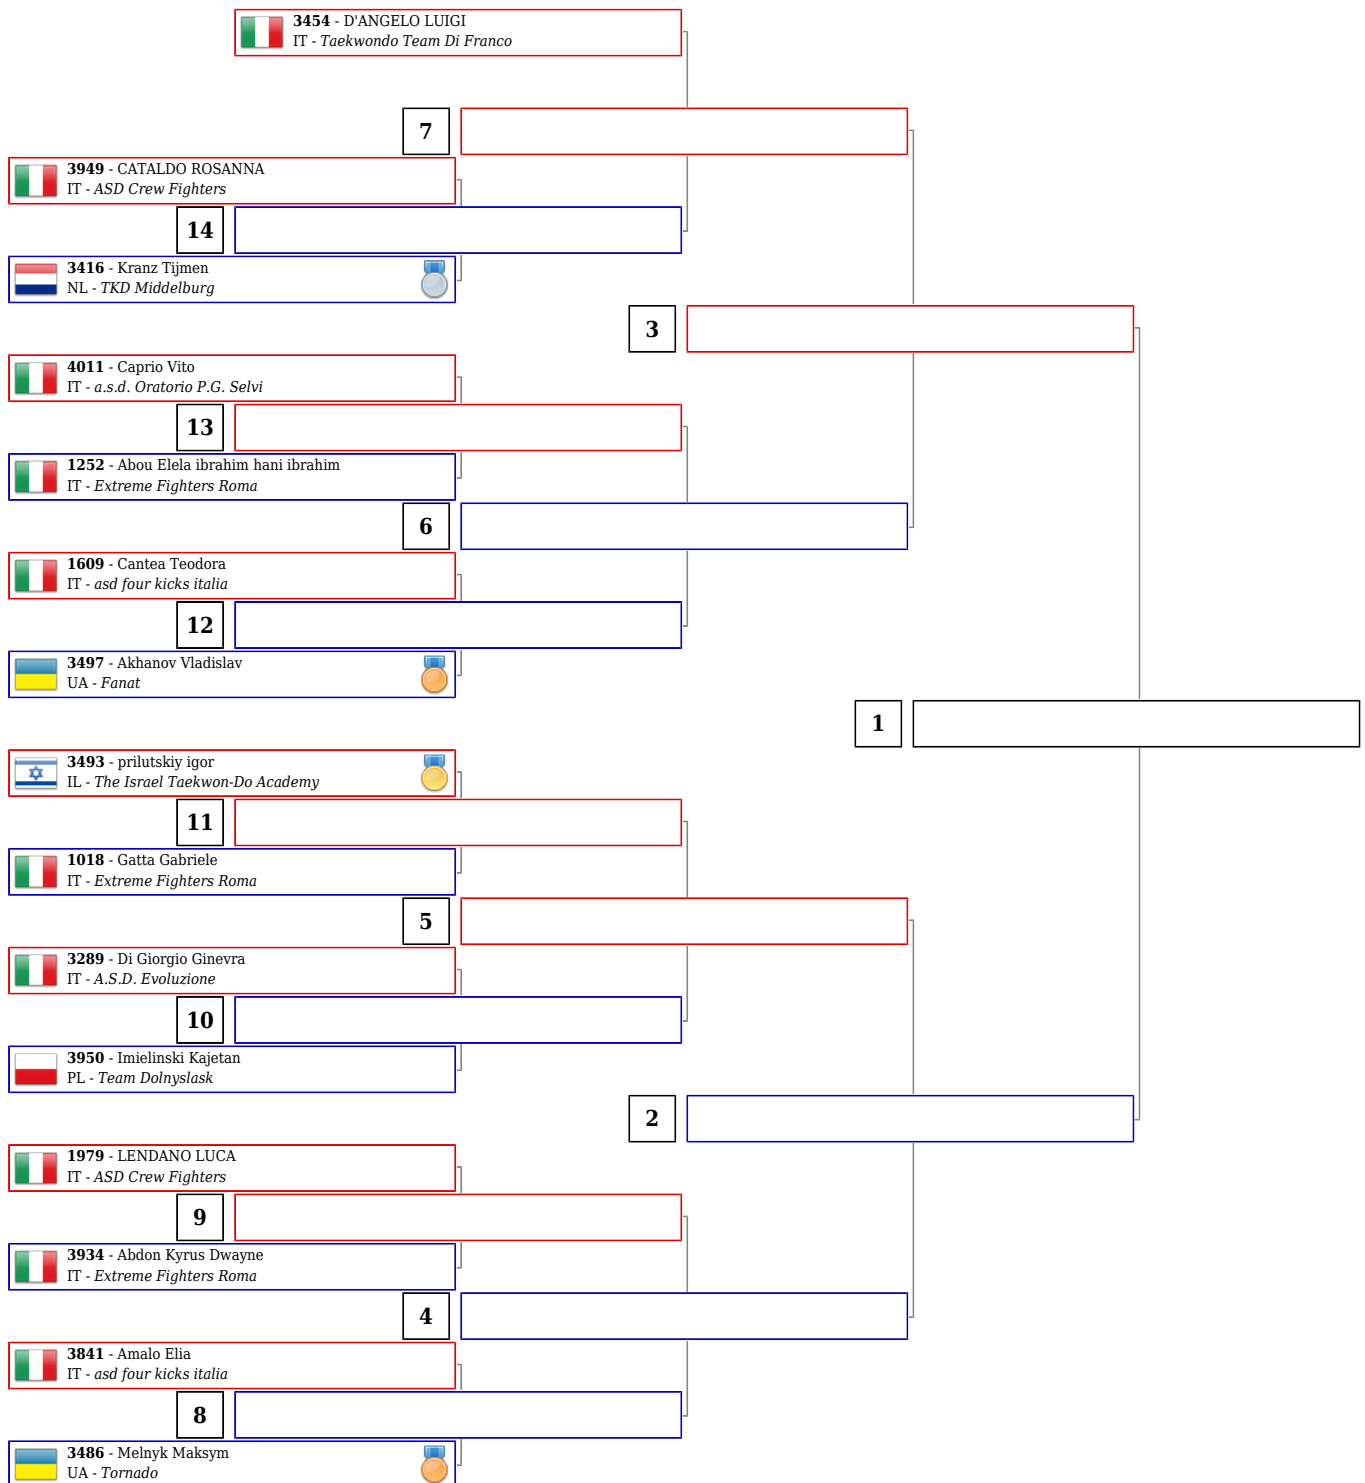 3454 - D'ANGELO LUIGI
IT - Taekwondo Team Di Franco
7
3949 - CATALDO ROSANNA
IT - ASD Crew Fighters
14
3416 - Kranz Tijmen
NL - TKD Middelburg
3
4011 - Caprio Vito
IT - a.s.d. Oratorio P.G. Selvi
13
1252 - Abou Elela ibrahim hani ibrahim
IT - Extreme Fighters Roma
6
1609 - Cantea Teodora
IT - asd four kicks italia
12
3497 - Akhanov Vladislav
UA - Fanat
1
3493 - prilutskiy igor
IL - The Israel Taekwon-Do Academy
11
1018 - Gatta Gabriele
IT - Extreme Fighters Roma
5
3289 - Di Giorgio Ginevra
IT - A.S.D. Evoluzione
10
3950 - Imielinski Kajetan
PL - Team Dolnyslask
2
1979 - LENDANO LUCA
IT - ASD Crew Fighters
9
3934 - Abdon Kyrus Dwayne
IT - Extreme Fighters Roma
4
3841 - Amalo Elia
IT - asd four kicks italia
8
3486 - Melnyk Maksym
UA - Tornado